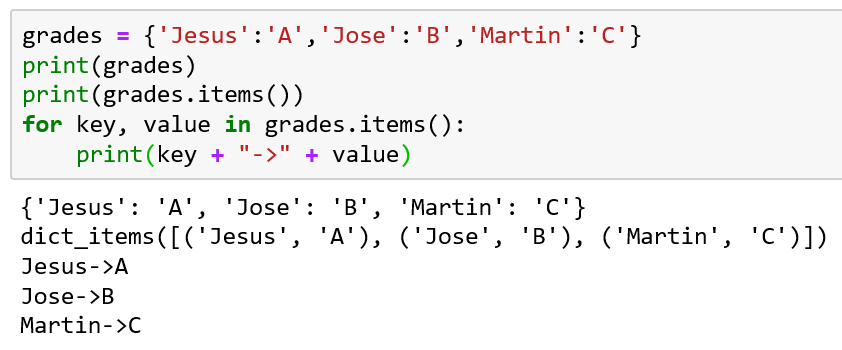 grades = {'Jesus':'A','Jose':'B','Martin':'C'}
print(grades)
print(grades.items())
for key, value in grades.items():
    print(key + "->" + value)
{'Jesus': 'A', 'Jose': 'B', 'Martin': 'C'}
dict_items([('Jesus', 'A'), ('Jose', 'B'), ('Martin', 'C')])
Jesus->A
Jose->B
Martin->C